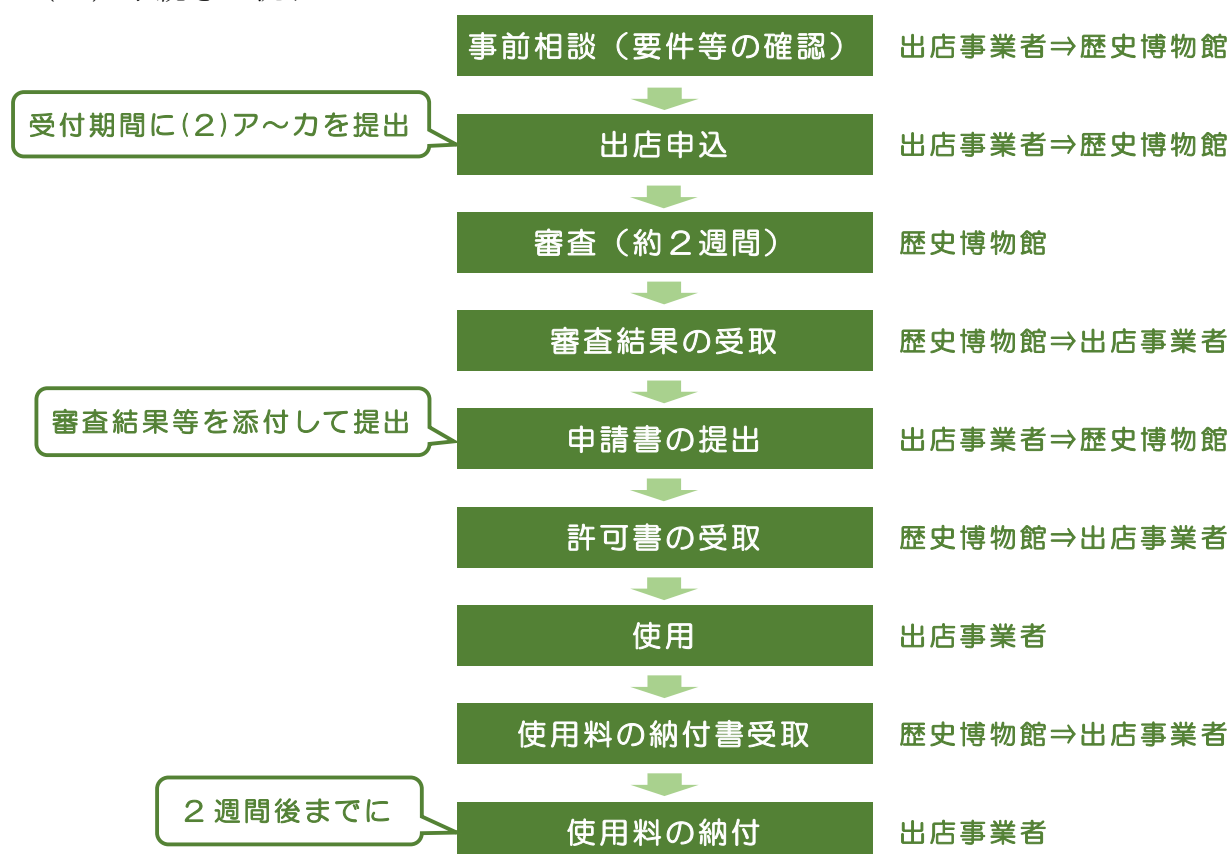 事前相談（要件等の確認） 出店事業者⇒歴史博物館
受付期間に(2)ア～カを提出
出店申込 出店事業者⇒歴史博物館
審査（約２週間） 歴史博物館
審査結果の受取 歴史博物館⇒出店事業者
審査結果等を添付して提出
申請書の提出 出店事業者⇒歴史博物館
許可書の受取 歴史博物館⇒出店事業者
使用 出店事業者
使用料の納付書受取 歴史博物館⇒出店事業者
２週間後までに
使用料の納付 出店事業者